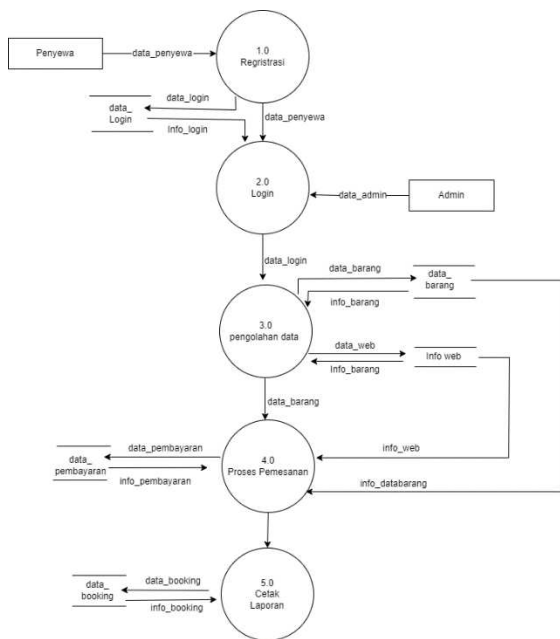 1.0
Regristrasi
Penyewa
data_penyewa
data_login
data_
Login
Info_login
data_penyewa
2.0
Login
data_admin
Admin
data_login
data_barang
data_
barang
info_barang
3.0
pengolahan data
data_web
Info web
Info_barang
data_barang
data_pembayaran
data_
pembayaran
info_pembayaran
4.0
Proses Pemesanan
info_web
info_databarang
5.0
Cetak
Laporan
data_booking
data_
booking
info_booking